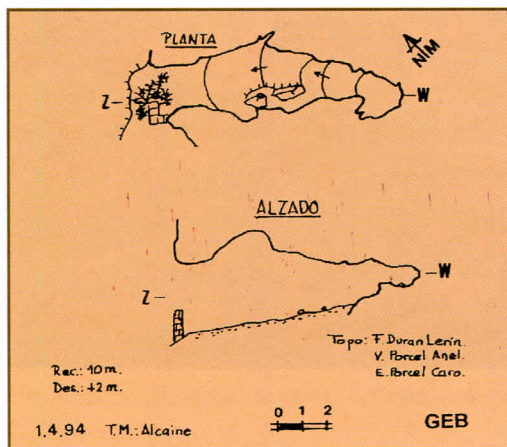 PLANTA
NM
Z
W
ALZADO
Z
W
Topo: F. Duran Lerin.
V. Porcel Anel.
E. Porcel Caro.
Rec.: 10 m.
Des.: +2 m.
1.4.94 T.M.: Alcaine
0 1 2
GEB